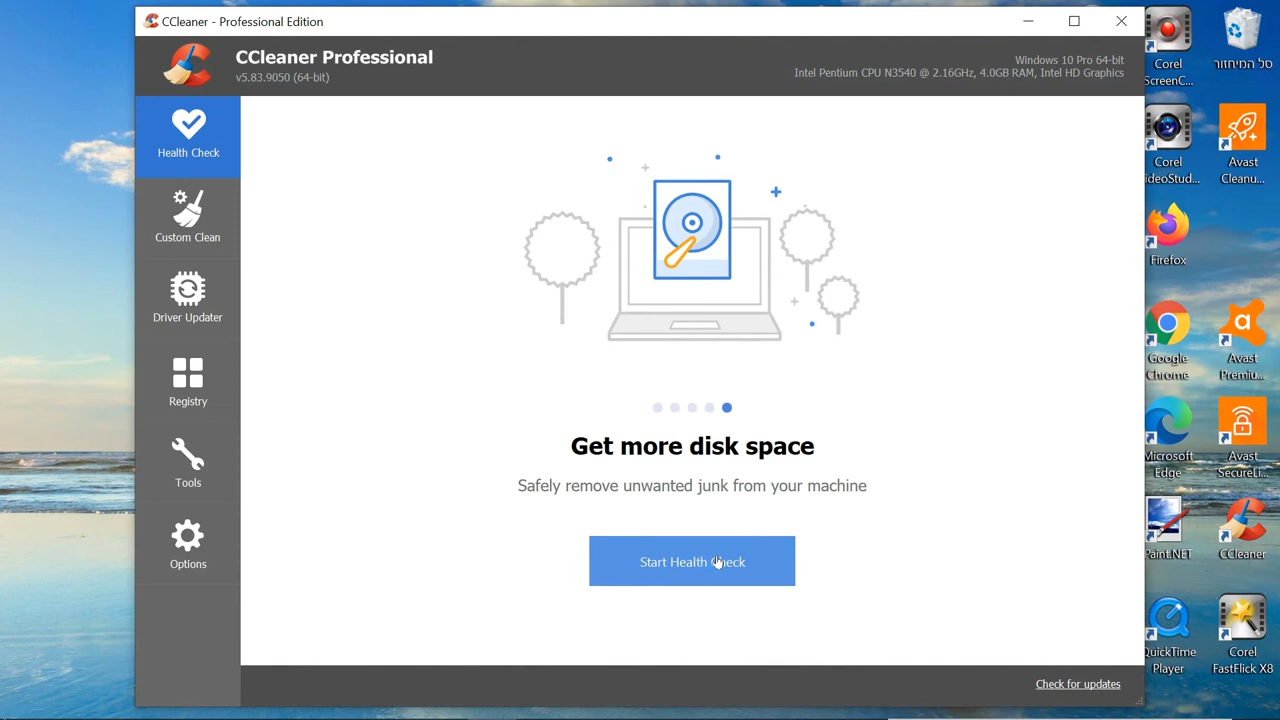 CCleaner - Professional Edition
CCleaner Professional
v5.83.9050 (64-bit)
Windows 10 Pro 64-bit
Intel Pentium CPU N3540 @ 2.16GHz, 4.0GB RAM, Intel HD Graphics
Health Check
Custom Clean
Driver Updater
Registry
Tools
Options
Get more disk space
Safely remove unwanted junk from your machine
Start Health Check
Check for updates
Corel
ScreenC...
סל המיחזור
Corel
ideoStud...
Avast
Cleanu...
Firefox
Google
Chrome
Avast
Premiu...
Microsoft
Edge
Avast
SecureLi...
Paint.NET
CCleaner
QuickTime
Player
Corel
FastFlick X8